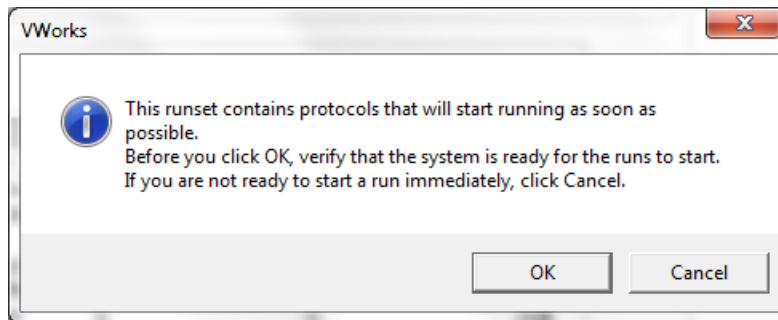 VWorks
This runset contains protocols that will start running as soon as
possible.
Before you click OK, verify that the system is ready for the runs to start.
If you are not ready to start a run immediately, click Cancel.
OK
Cancel